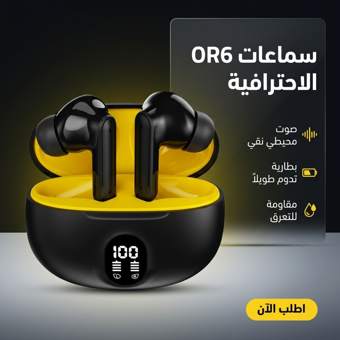 سماعات OR6
الاحترافية
صوت
محيطي نقي
بطارية
تدوم طويلاً
مقاومة
للتعرق
100
اطلب الآن